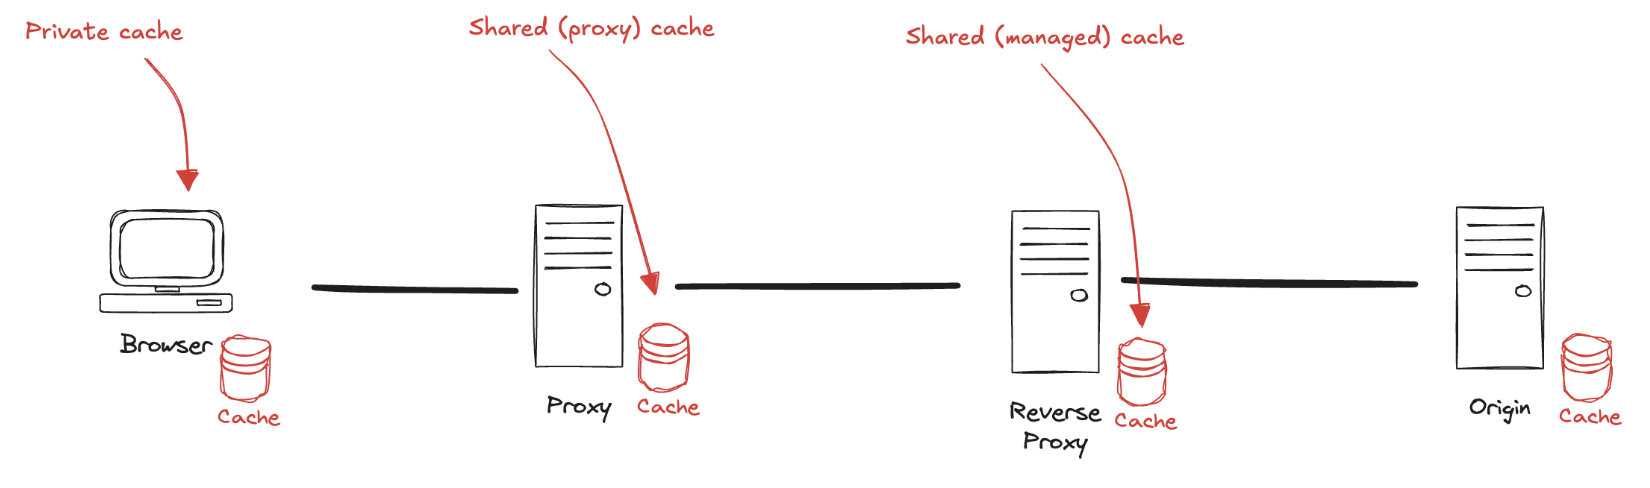 Private cache
Shared (proxy) cache
Shared (managed) cache
Browser
Cache
Proxy
Cache
Reverse
Proxy
Cache
Origin
Cache